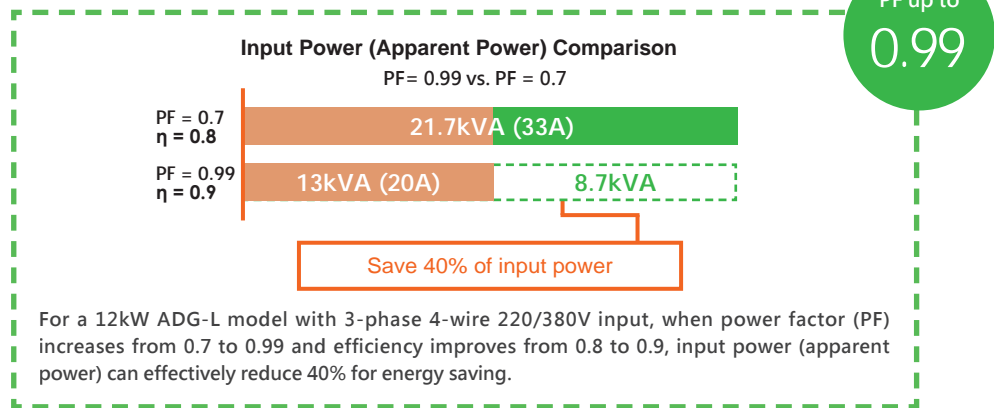 PF up to
0.99
Input Power (Apparent Power) Comparison
PF= 0.99 vs. PF = 0.7
PF = 0.7
η = 0.8
21.7kVA (33A)
PF = 0.99
η = 0.9
13kVA (20A)
8.7kVA
Save 40% of input power
For a 12kW ADG-L model with 3-phase 4-wire 220/380V input, when power factor (PF)
increases from 0.7 to 0.99 and efficiency improves from 0.8 to 0.9, input power (apparent
power) can effectively reduce 40% for energy saving.